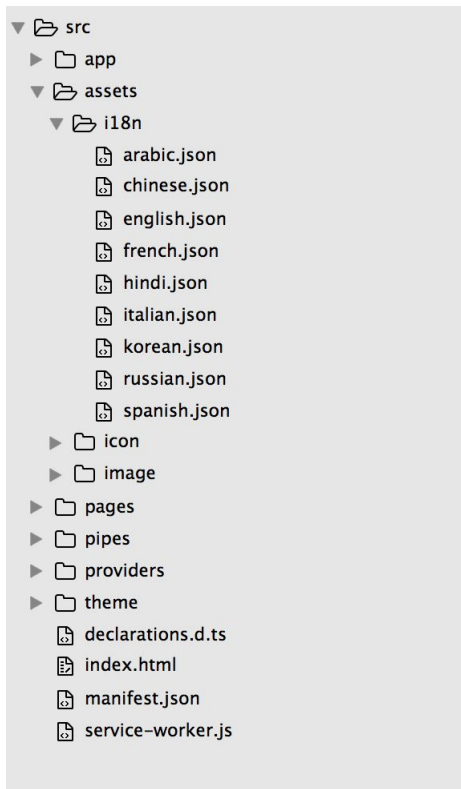 src
app
assets
i18n
arabic.json
chinese.json
english.json
french.json
hindi.json
italian.json
korean.json
russian.json
spanish.json
icon
image
pages
pipes
providers
theme
declarations.d.ts
index.html
manifest.json
service-worker.js